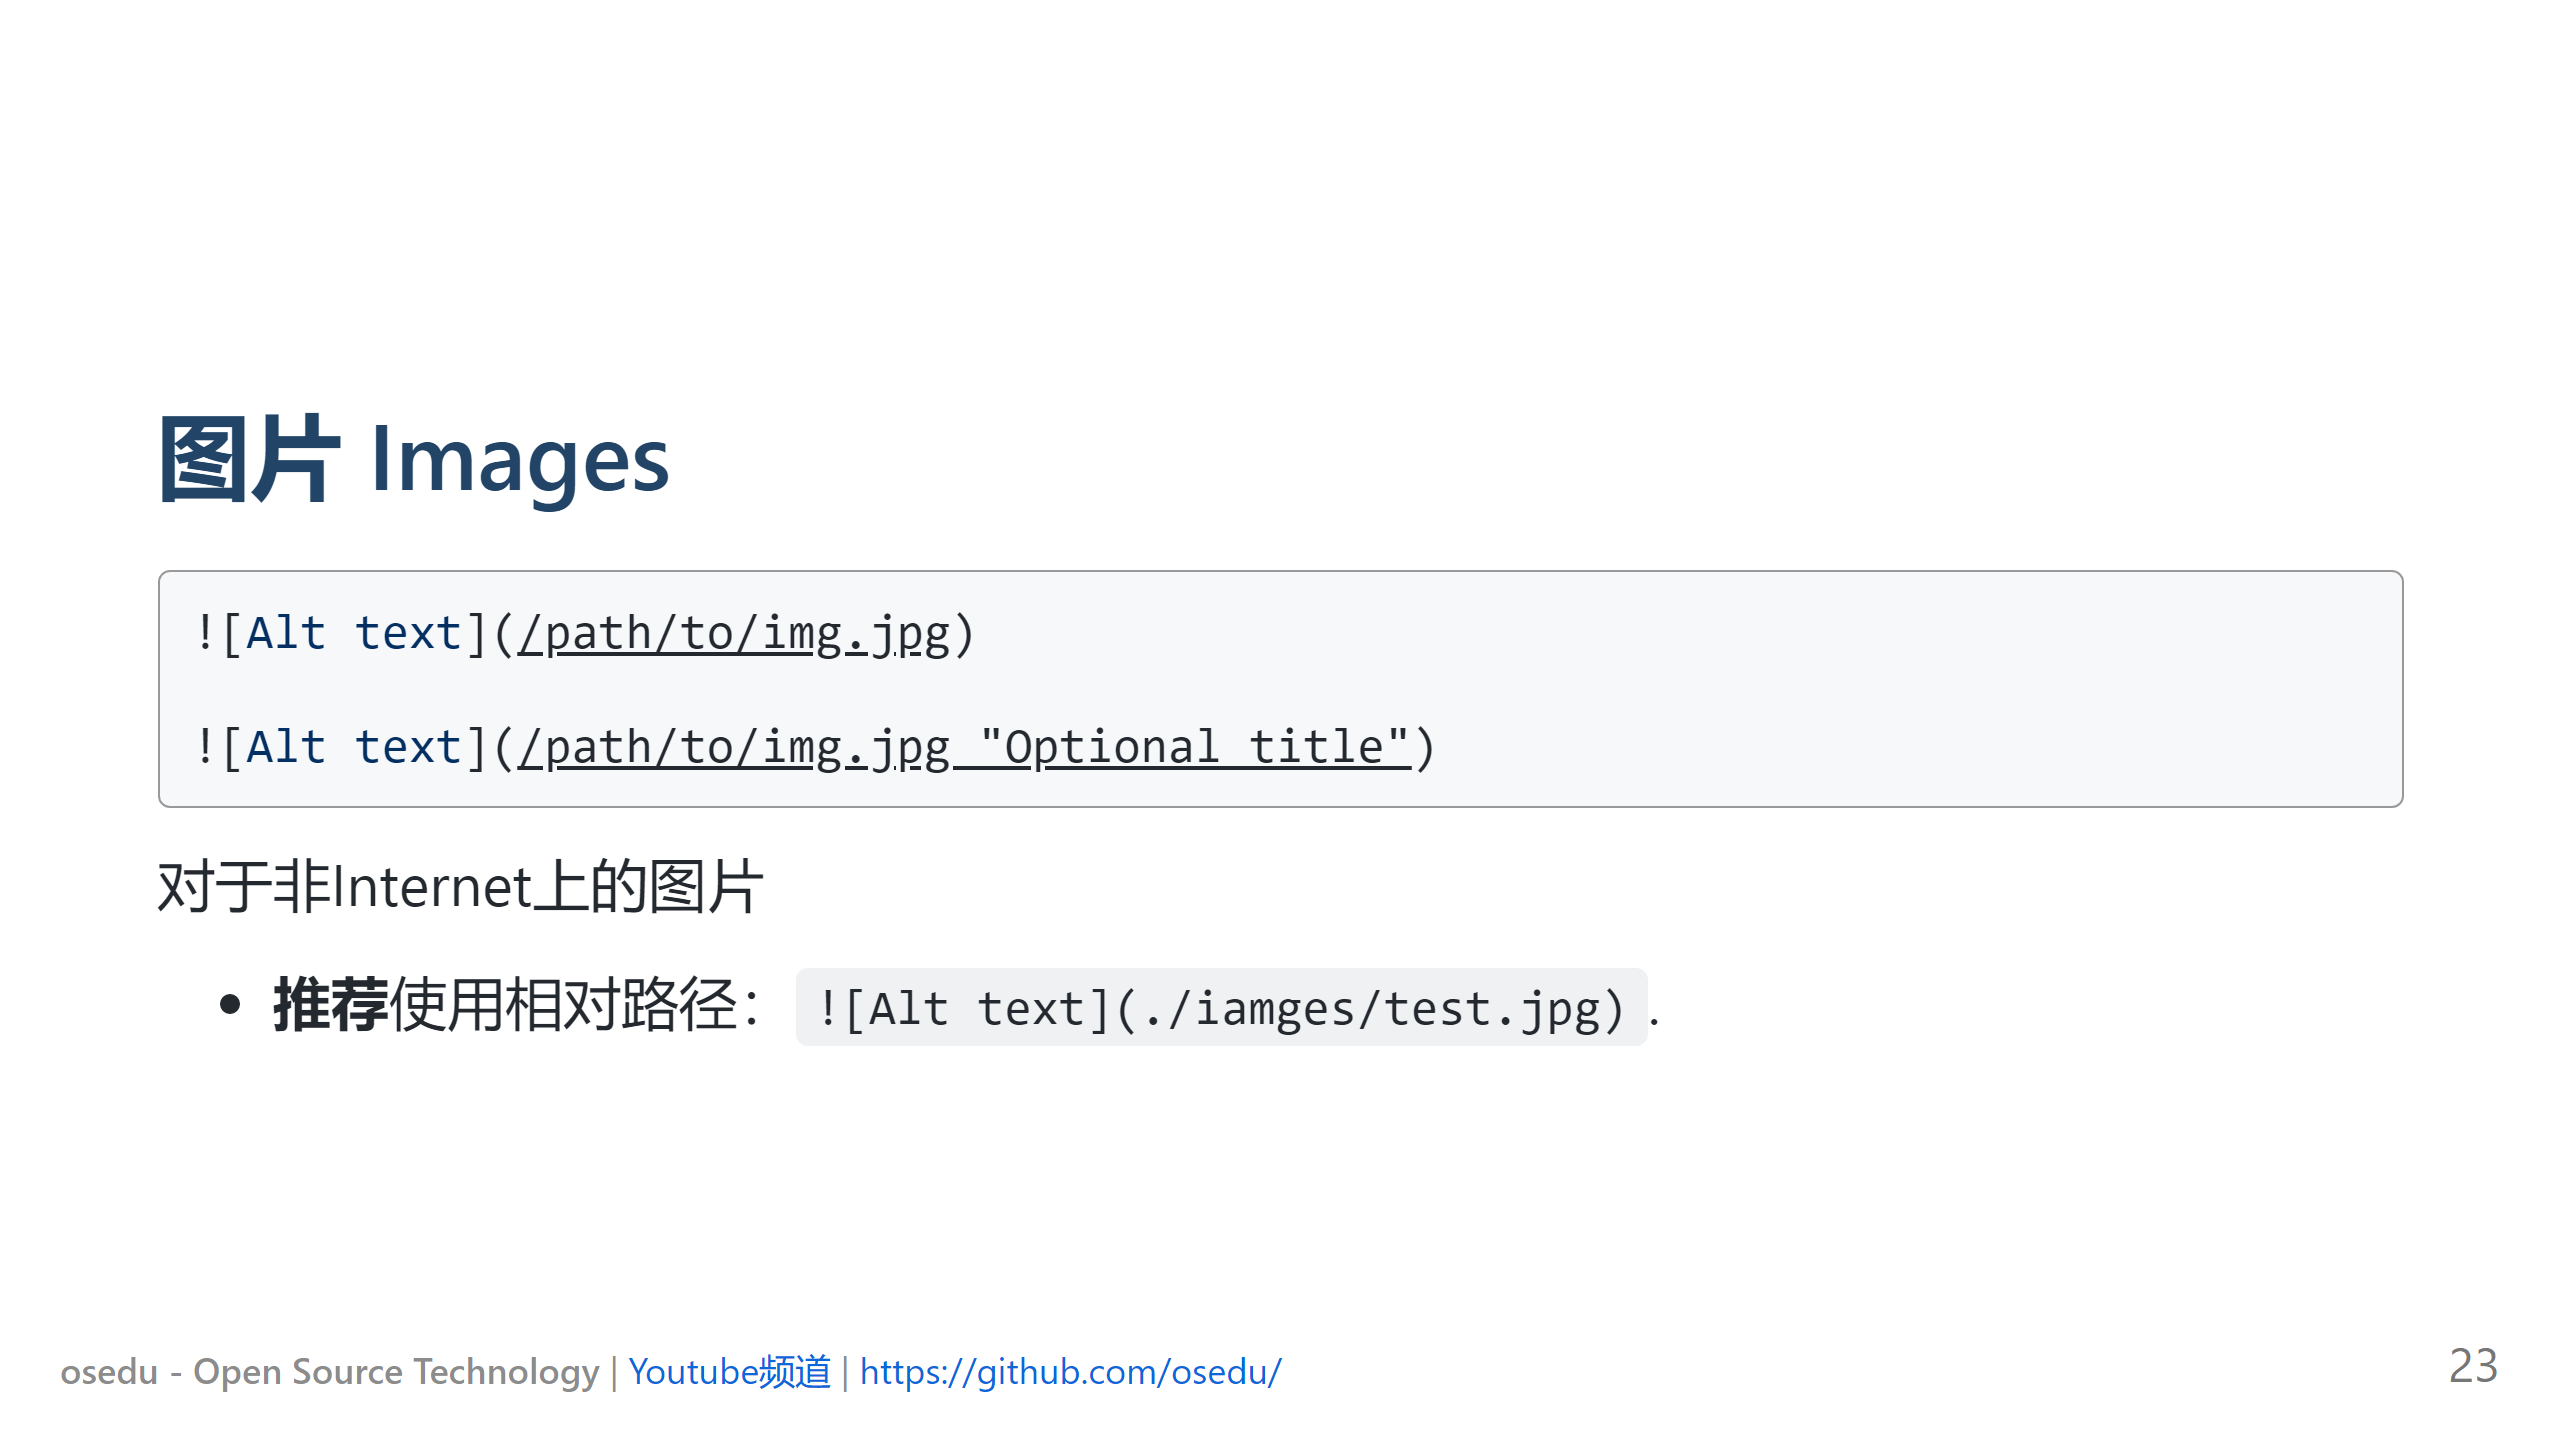 图片 Images
![Alt text](/path/to/img.jpg)
![Alt text](/path/to/img.jpg "Optional title")
对于非Internet上的图片
• 推荐使用相对路径： ![Alt text](./iamges/test.jpg) .
osedu - Open Source Technology | Youtube频道 | https://github.com/osedu/
23